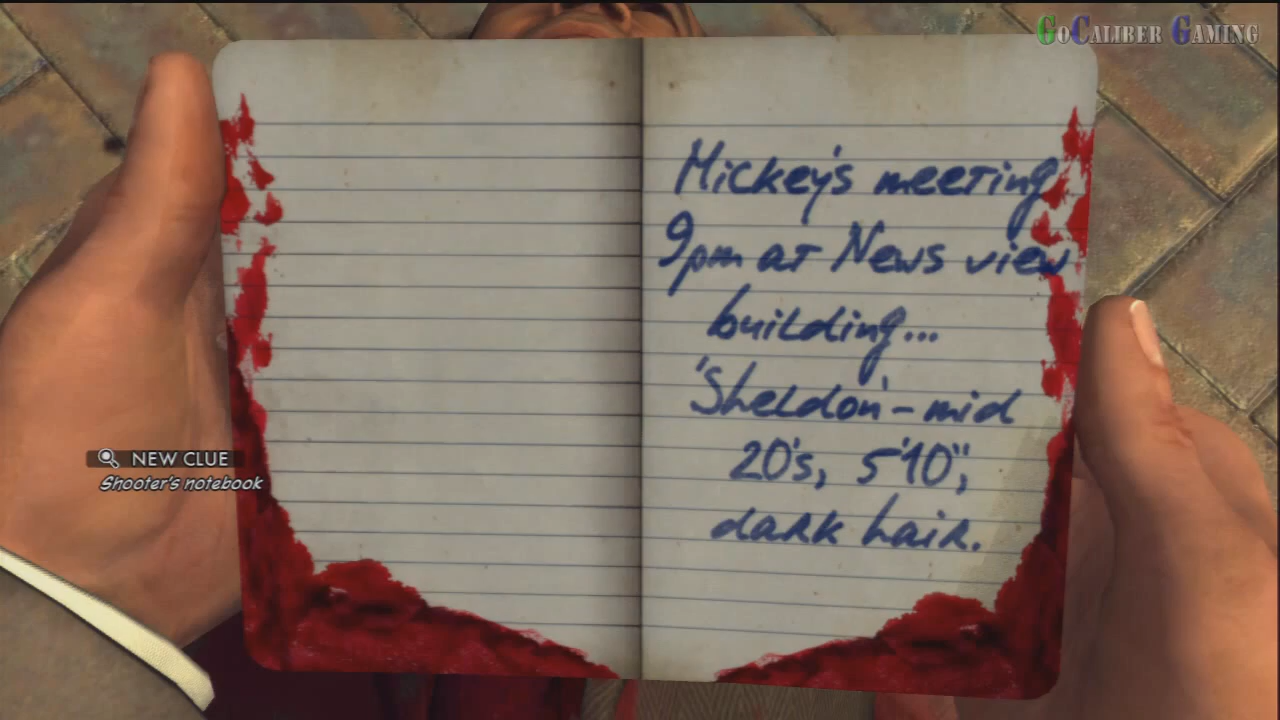 GoCaliber Gaming
Mickey's meeting
9pm at News view
building...
'Sheldon' - mid
20's, 5'10",
dark hair.
NEW CLUE
Shooter's notebook